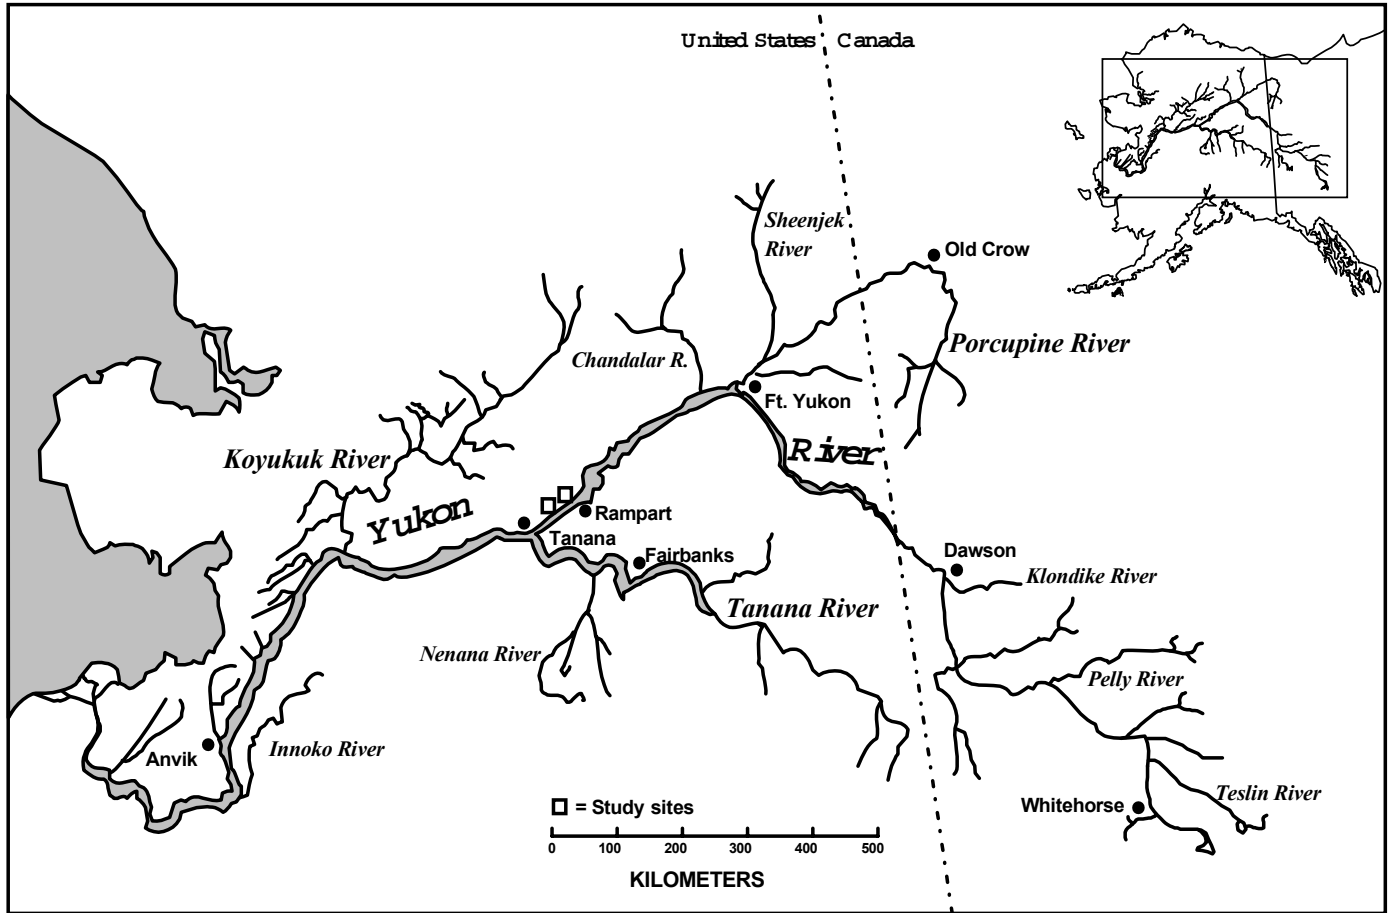 United States Canada
Sheenjek
River
Old Crow
Porcupine River
Chandalar R.
Ft. Yukon
River
Koyukuk River
Yukon
Rampart
Tanana
Fairbanks
Dawson
Klondike River
Tanana River
Nenana River
Pelly River
Innoko River
Anvik
= Study sites
Whitehorse
Teslin River
0 100 200 300 400 500
KILOMETERS